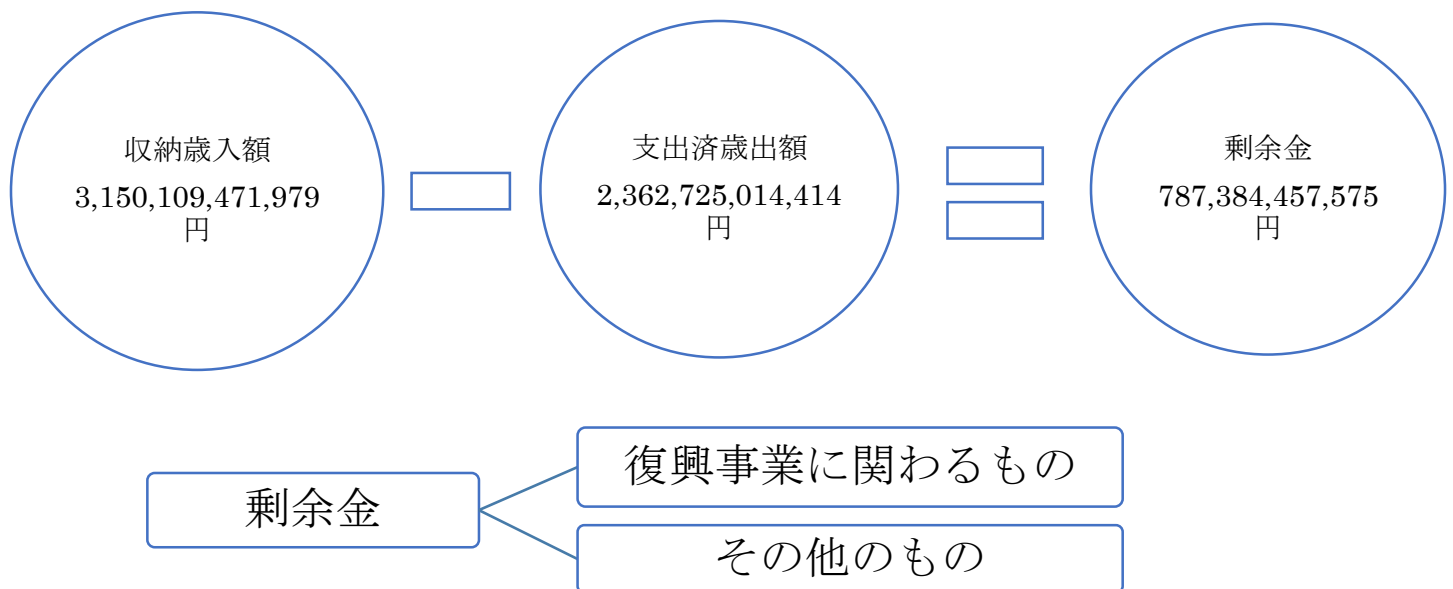 収納歳入額
3,150,109,471,979
円
支出済歳出額
2,362,725,014,414
円
剰余金
787,384,457,575
円
剰余金
復興事業に関わるもの
その他のもの